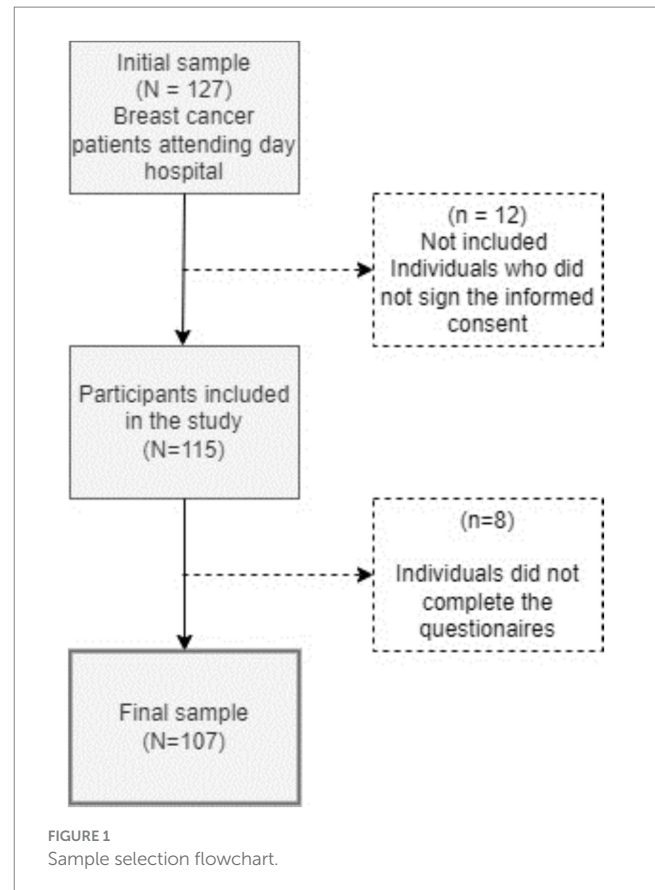 Initial sample
(N = 127)
Breast cancer
patients attending day
hospital
(n = 12)
Not included
Individuals who did
not sign the informed
consent
Participants included
in the study
(N=115)
(n=8)
Individuals did not
complete the
questionaires
Final sample
(N=107)
FIGURE 1
Sample selection flowchart.